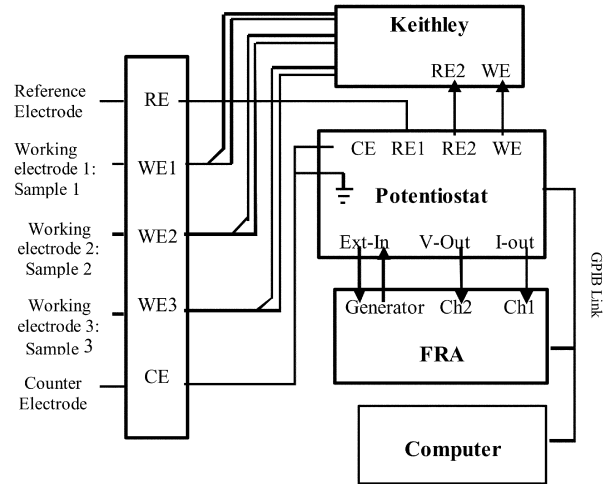 Keithley
RE2 WE
Reference
Electrode
RE
Working
electrode 1:
Sample 1
WE1
Working
electrode 2:
Sample 2
WE2
Working
electrode 3:
Sample 3
WE3
Counter
Electrode
CE
CE RE1 RE2 WE
Potentiostat
Ext-In V-Out I-out
Generator Ch2 Ch1
FRA
Computer
GPIB Link